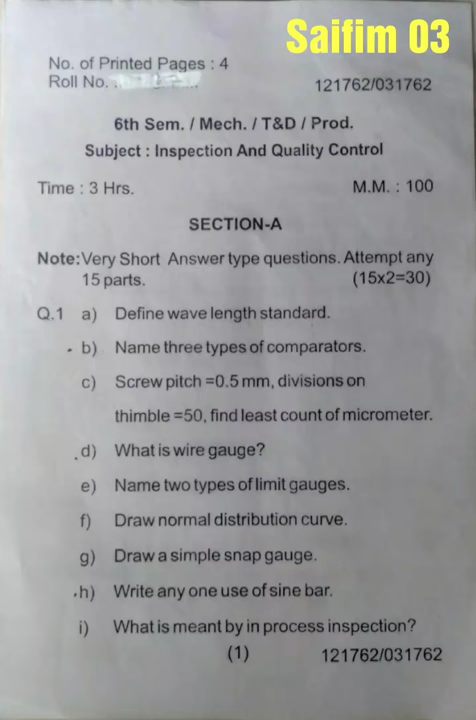 Saifim 03
No. of Printed Pages : 4
Roll No.
121762/031762
6th Sem. / Mech. / T&D / Prod.
Subject : Inspection And Quality Control
Time : 3 Hrs.
M.M. : 100
SECTION-A
Note: Very Short Answer type questions. Attempt any
15 parts. (15x2=30)
Q.1 a) Define wave length standard.
b) Name three types of comparators.
c) Screw pitch =0.5 mm, divisions on
thimble =50, find least count of micrometer.
d) What is wire gauge?
e) Name two types of limit gauges.
f) Draw normal distribution curve.
g) Draw a simple snap gauge.
h) Write any one use of sine bar.
i) What is meant by in process inspection?
(1) 121762/031762